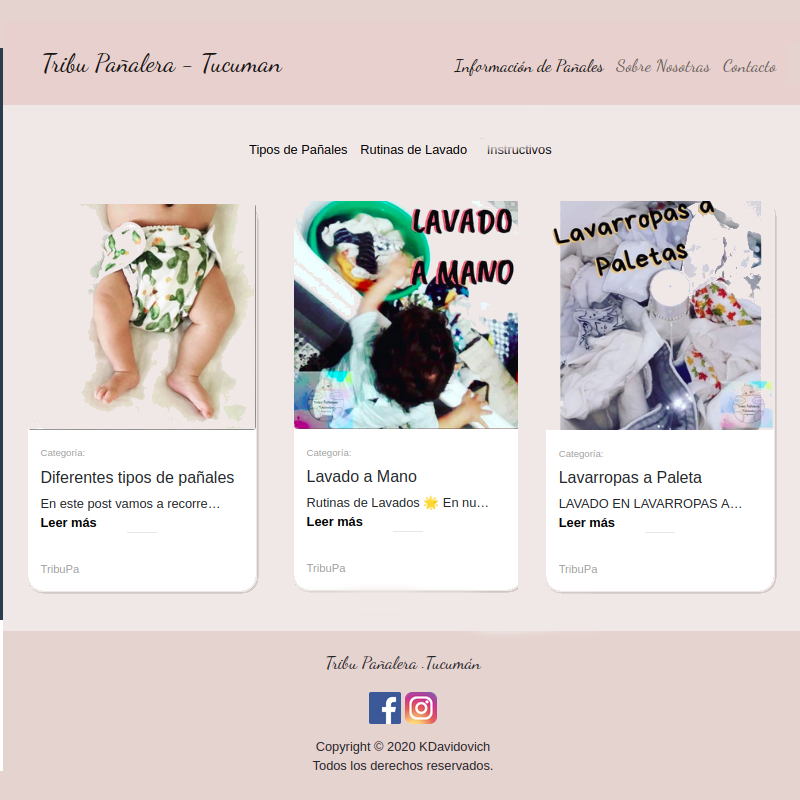 Tribu Pañalera - Tucuman
Información de Pañales Sobre Nosotras Contacto
Tipos de Pañales Rutinas de Lavado Instructivos
LAVADO
A MANO
Lavarropas a
Paletas
Categoría:
Diferentes tipos de pañales
En este post vamos a recorre…
Leer más
TribuPa
Categoría:
Lavado a Mano
Rutinas de Lavados 🌟 En nu…
Leer más
TribuPa
Categoría:
Lavarropas a Paleta
LAVADO EN LAVARROPAS A…
Leer más
TribuPa
Tribu Pañalera .Tucumán
Copyright © 2020 KDavidovich
Todos los derechos reservados.